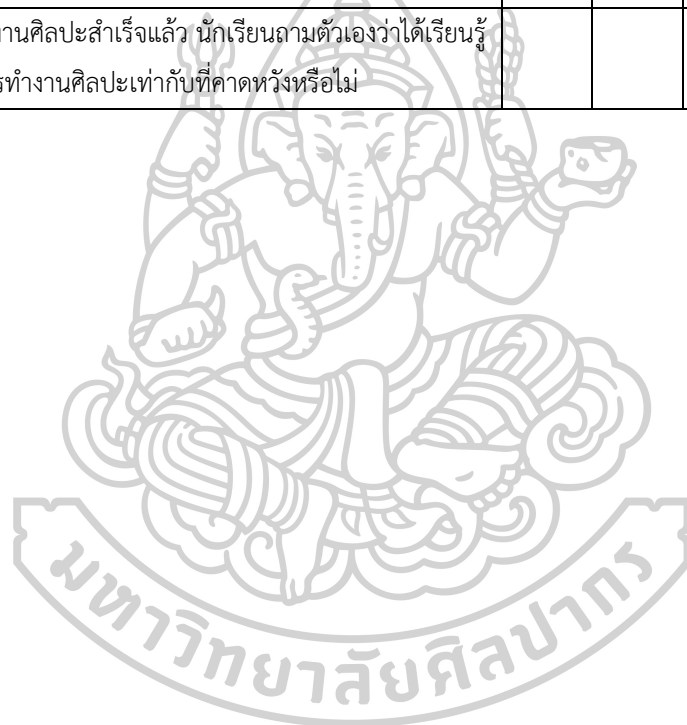 งานศิลปะสำเร็จแล้ว นักเรียนถามตัวเองว่าได้เรียนรู้
รทำงานศิลปะเท่ากับที่คาดหวังหรือไม่
มหาวิทยาลัยศิลปากร